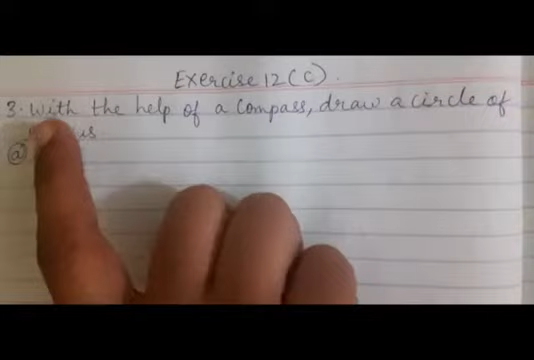 Exercise 12 (C).
3. With the help of a compass, draw a circle of
(a)